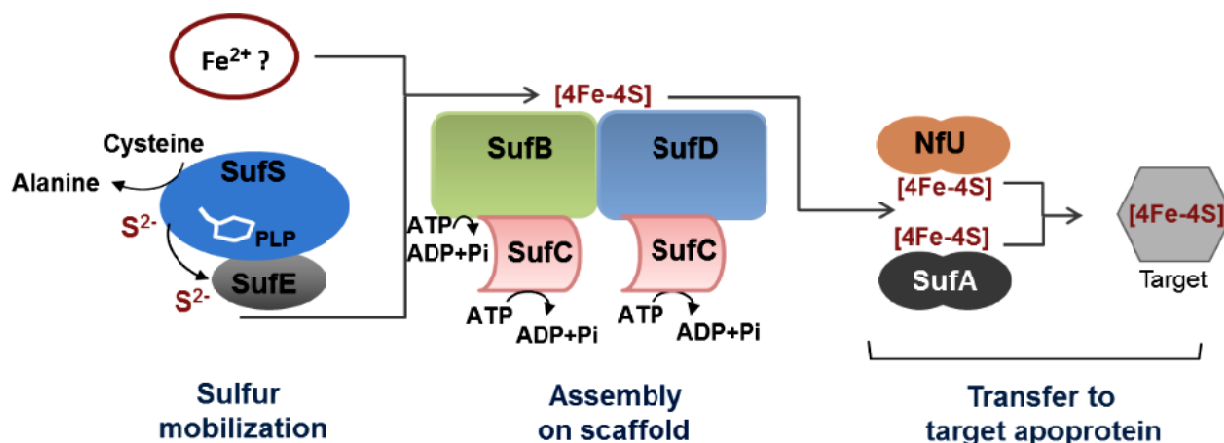 Fe2+ ?
Cysteine
Alanine
SufS
S2-
PLP
S2-
SufE
[4Fe-4S]
SufB
SufD
ATP
ADP+Pi
SufC
SufC
ATP
ADP+Pi
ATP
ADP+Pi
NfU
[4Fe-4S]
[4Fe-4S]
SufA
[4Fe-4S]
Target
Sulfur
mobilization
Assembly
on scaffold
Transfer to
target apoprotein